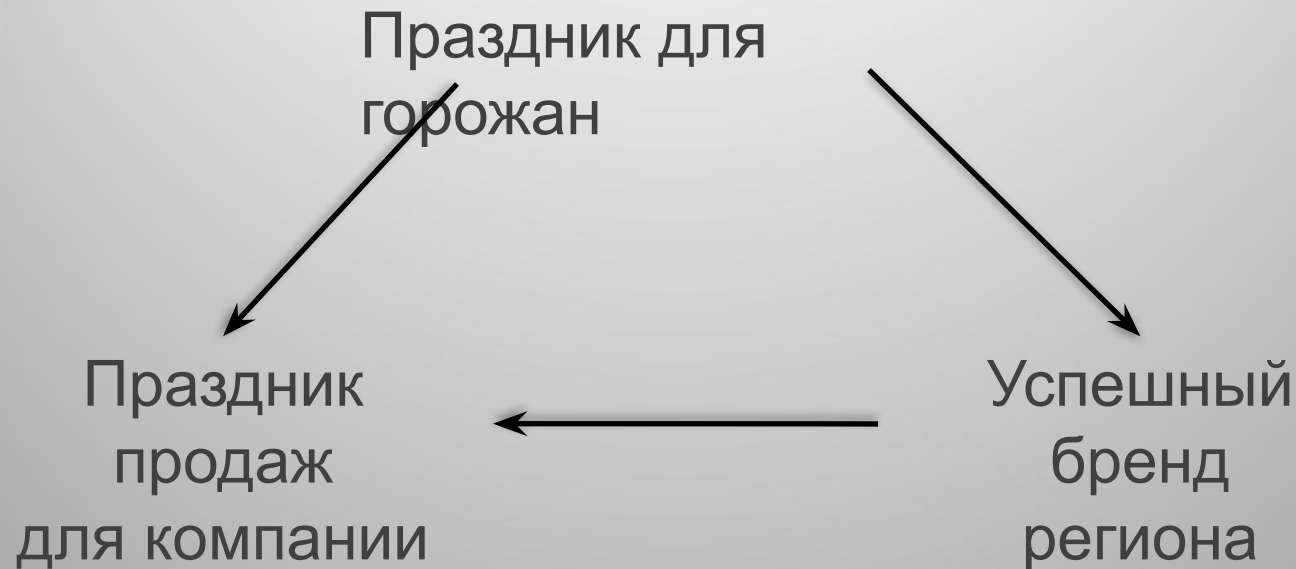 Праздник для
горожан
Праздник
продаж
для компании
Успешный
бренд
региона